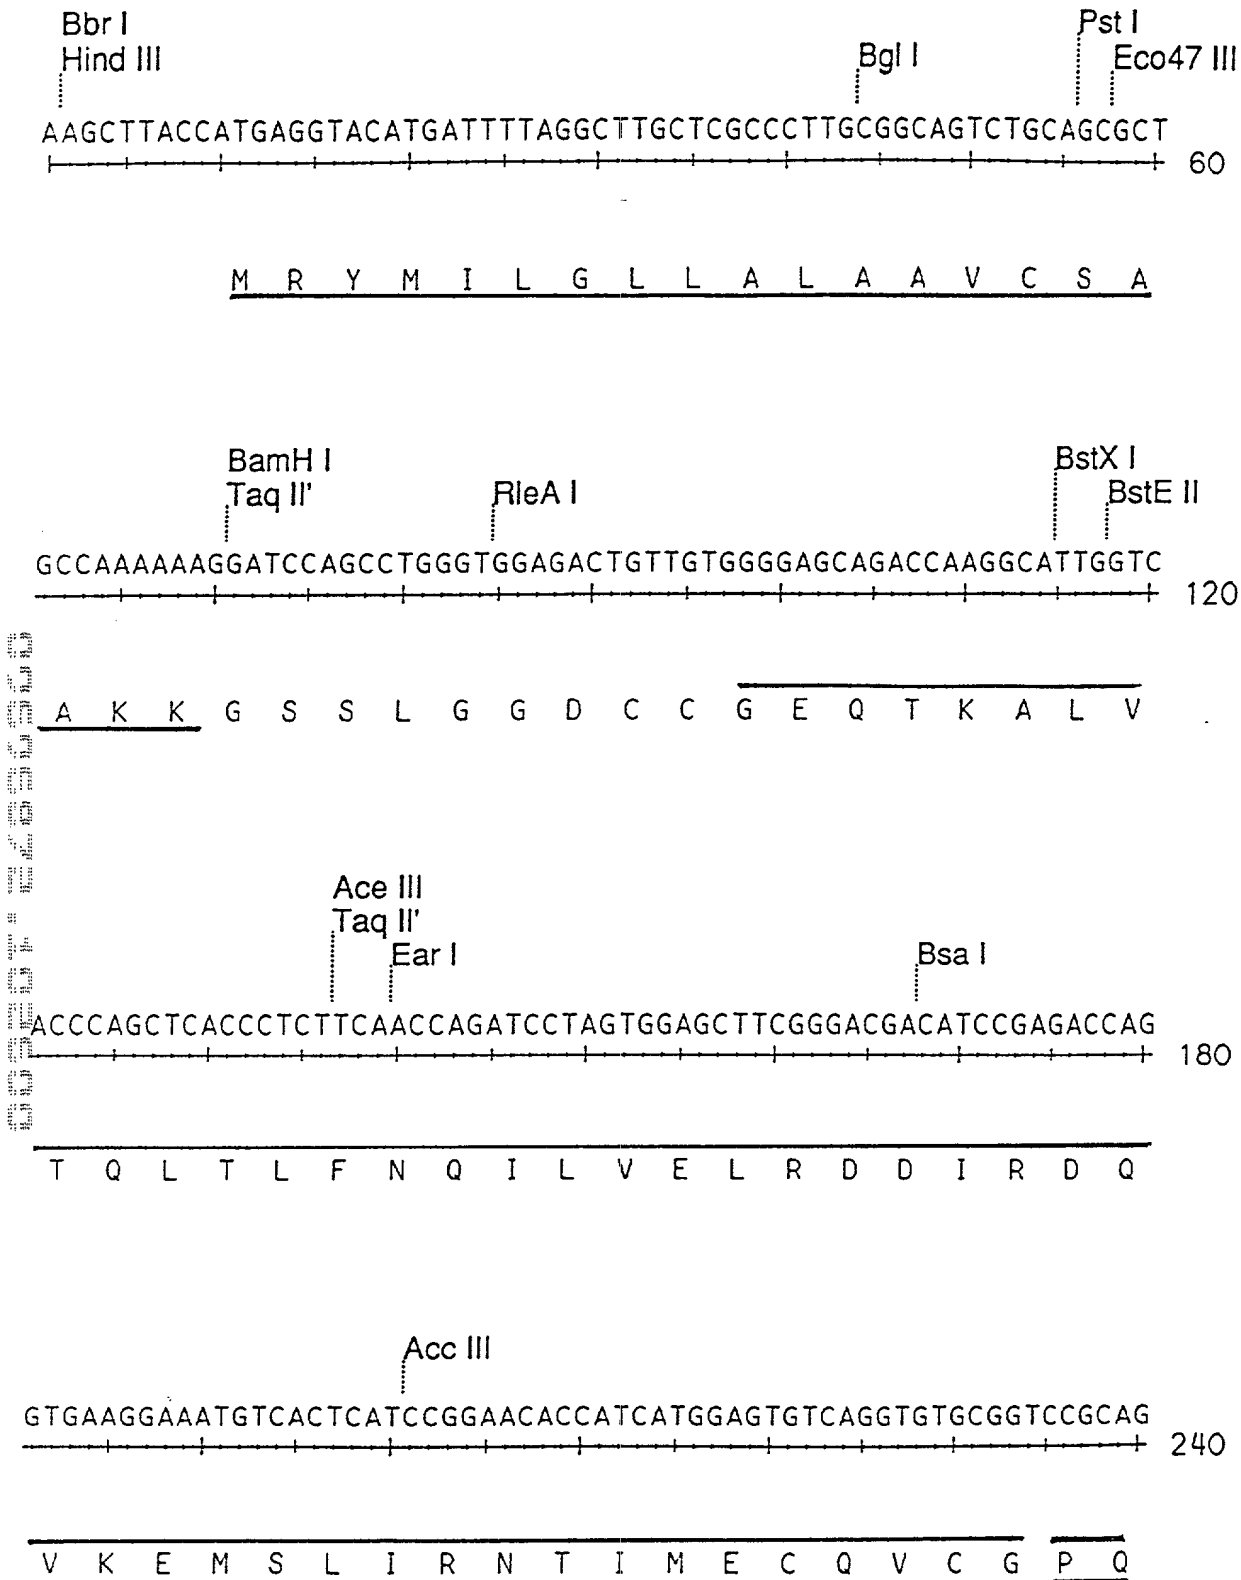 Bbr I
Hind III
Pst I
Bgl I
Eco47 III
AAGCTTACCATGAGGTACATGATTTTAGGCTTGCTCGCCCTTGCGGCAGTCTGCAGCGCT
60
M R Y M I L G L L A L A A V C S A
BamH I
Taq II'
RleA I
BstX I
BstE II
GCCAAAAAAGGATCCAGCCTGGGTGGAGACTGTTGTGGGGAGCAGACCAAGGCATTGGTC
120
A K K G S S L G G D C C G E Q T K A L V
Ace III
Taq II'
Ear I
Bsa I
ACCCAGCTCACCCTCTTCAACCAGATCCTAGTGGAGCTTCGGGACGACATCCGAGACCAG
180
T Q L T L F N Q I L V E L R D D I R D Q
Acc III
GTGAAGGAAATGTCACTCATCCGGAACACCATCATGGAGTGTCAGGTGTGCGGTCCGCAG
240
V K E M S L I R N T I M E C Q V C G P Q